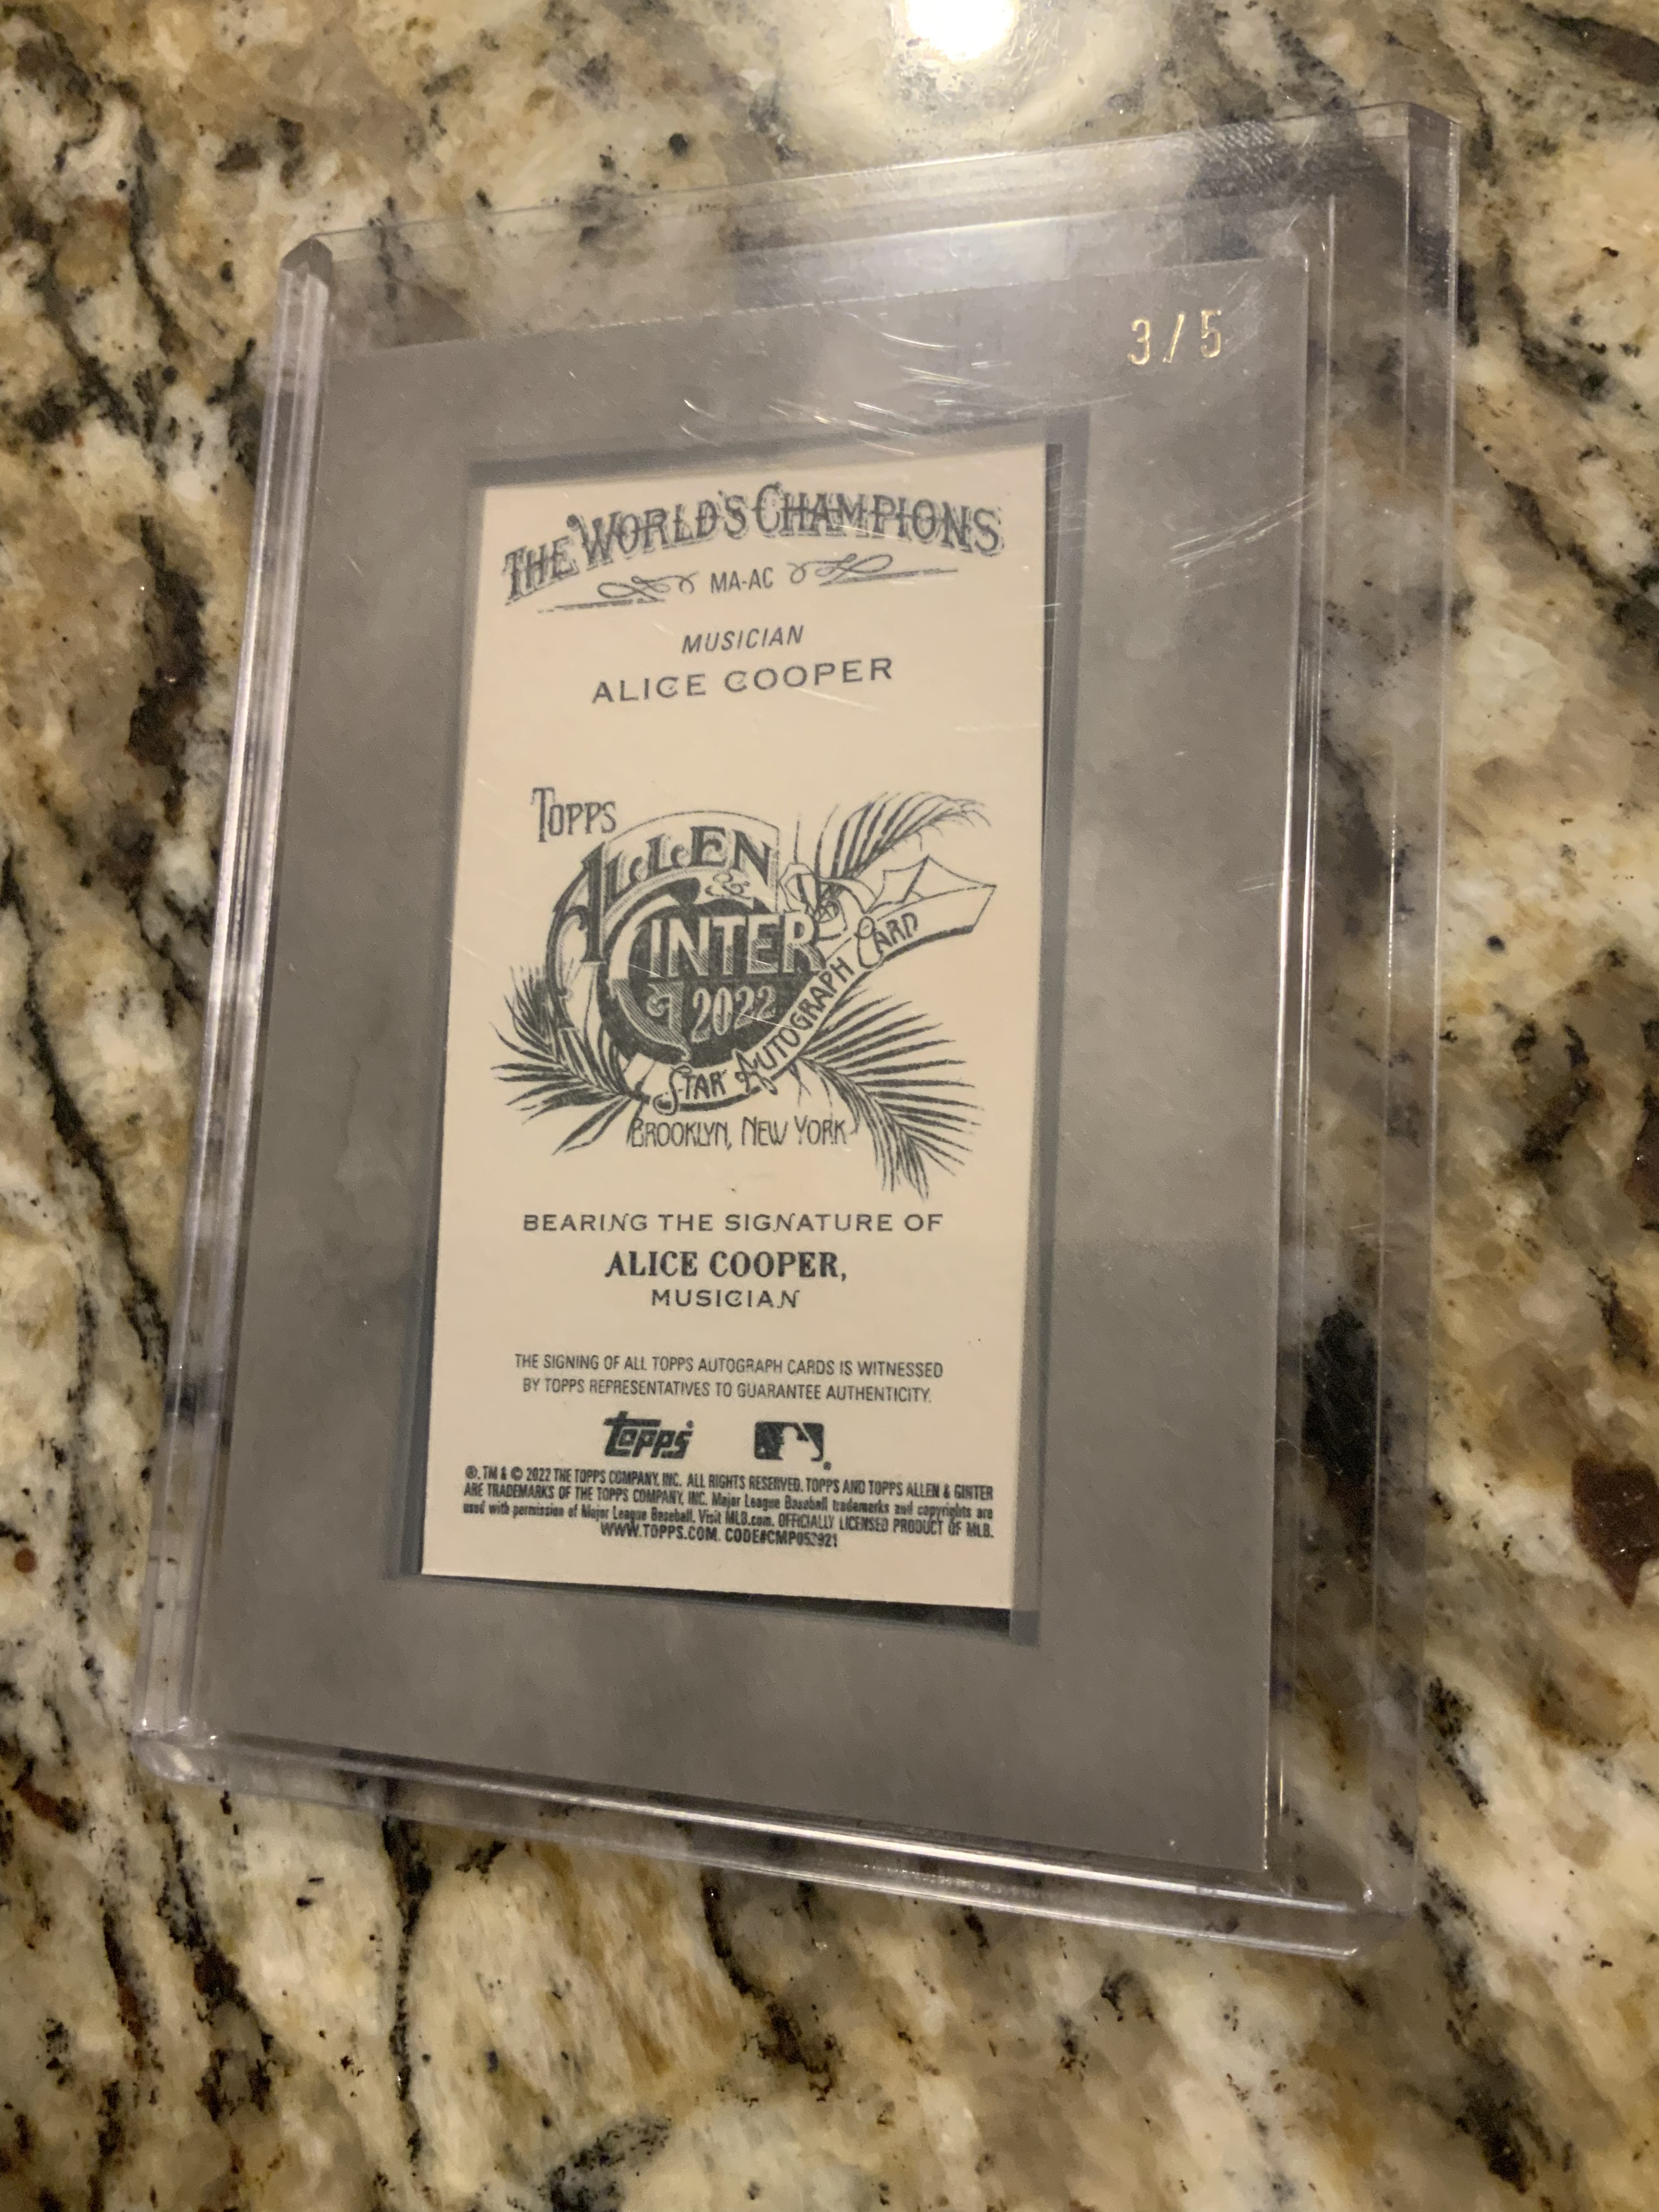 3/5
THE WORLD'S CHAMPIONS
MA-AC
MUSICIAN
ALICE COOPER
TOPPS
ALLEN
&
GINTER
2022
STAR AUTOGRAPH CARD
BROOKLYN, NEW YORK
BEARING THE SIGNATURE OF
ALICE COOPER,
MUSICIAN
THE SIGNING OF ALL TOPPS AUTOGRAPH CARDS IS WITNESSED
BY TOPPS REPRESENTATIVES TO GUARANTEE AUTHENTICITY.
topps
®, TM & © 2022 THE TOPPS COMPANY, INC. ALL RIGHTS RESERVED. TOPPS AND TOPPS ALLEN & GINTER
ARE TRADEMARKS OF THE TOPPS COMPANY, INC. Major League Baseball trademarks and copyrights are
used with permission of Major League Baseball. Visit MLB.com. OFFICIALLY LICENSED PRODUCT OF MLB.
WWW.TOPPS.COM.